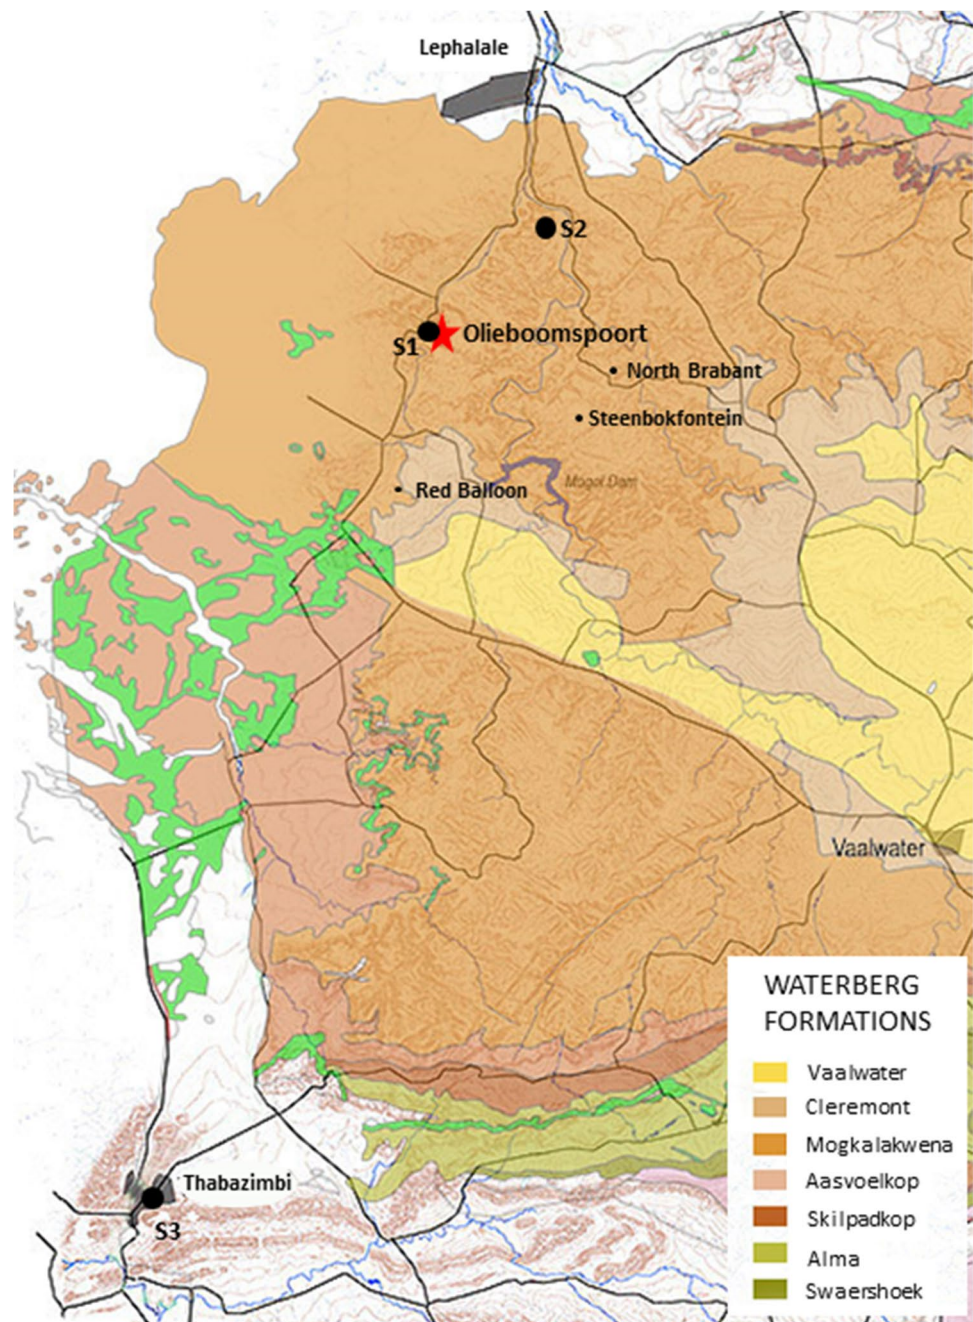 Lephalale
S2
Olieboomspoort
S1
North Brabant
Steenbokfontein
Mogol Dam
Red Balloon
Vaalwater
WATERBERG
FORMATIONS
Vaalwater
Cleremont
Mogkalakwena
Aasvoelkop
Skilpadkop
Alma
Swaershoek
Thabazimbi
S3